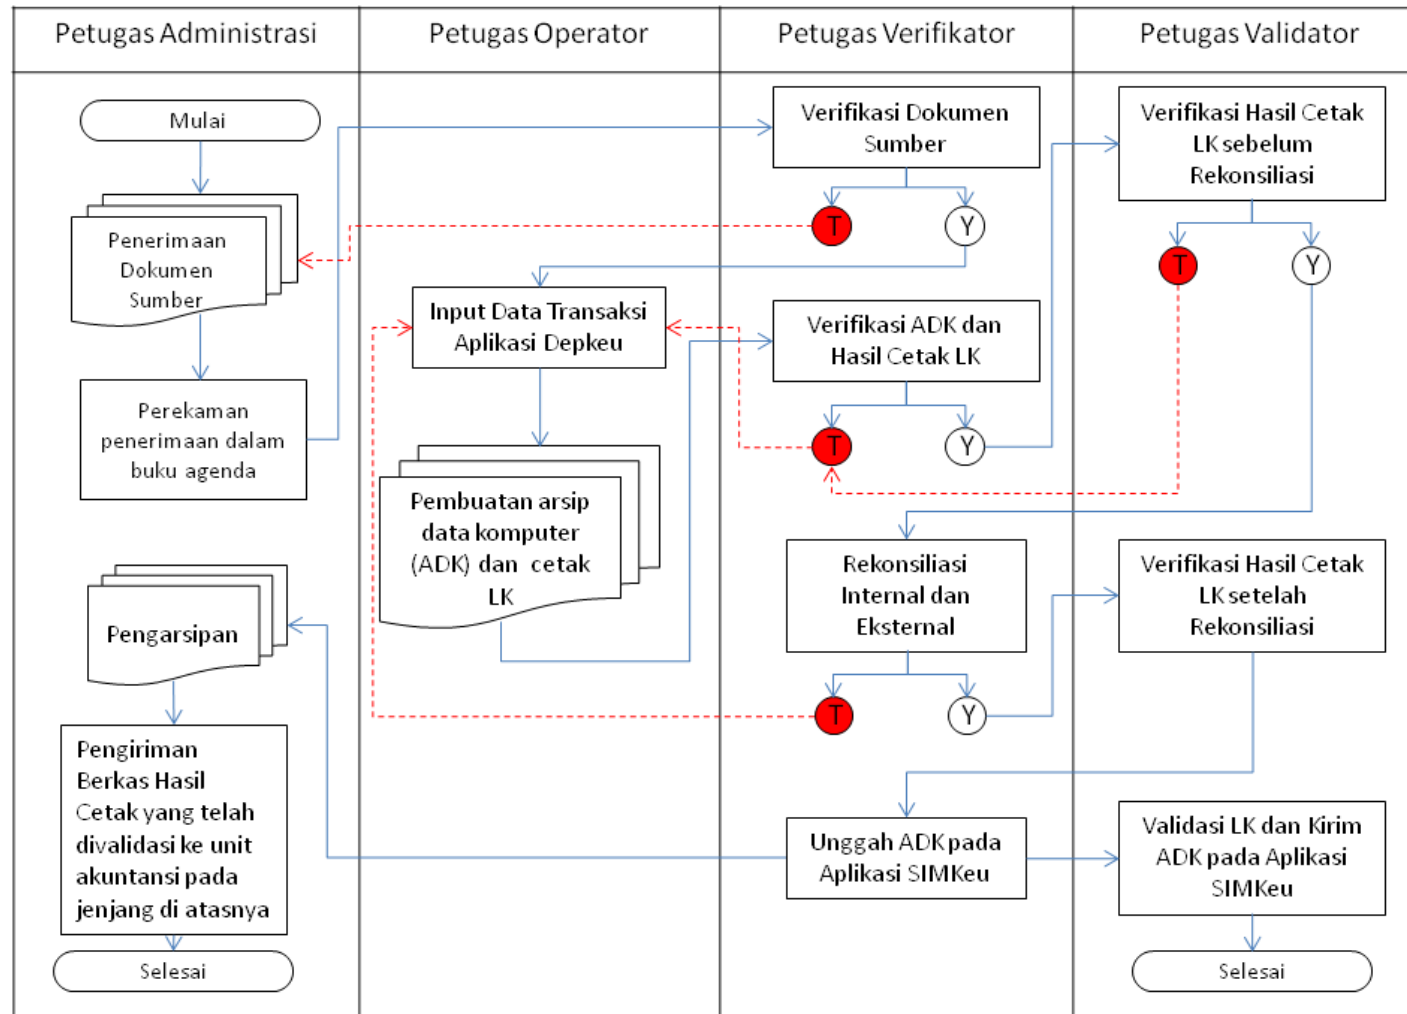 Petugas Administrasi
Petugas Operator
Petugas Verifikator
Petugas Validator
Mulai
Penerimaan
Dokumen
Sumber
Perekaman
penerimaan dalam
buku agenda
Pengarsipan
Pengiriman
Berkas Hasil
Cetak yang telah
divalidasi ke unit
akuntansi pada
jenjang di atasnya
Selesai
Input Data Transaksi
Aplikasi Depkeu
Pembuatan arsip
data komputer
(ADK) dan cetak
LK
Verifikasi Dokumen
Sumber
T
Y
Verifikasi ADK dan
Hasil Cetak LK
T
Y
Rekonsiliasi
Internal dan
Eksternal
T
Y
Unggah ADK pada
Aplikasi SIMKeu
Verifikasi Hasil Cetak
LK sebelum
Rekonsiliasi
T
Y
Verifikasi Hasil Cetak
LK setelah
Rekonsiliasi
Validasi LK dan Kirim
ADK pada Aplikasi
SIMKeu
Selesai